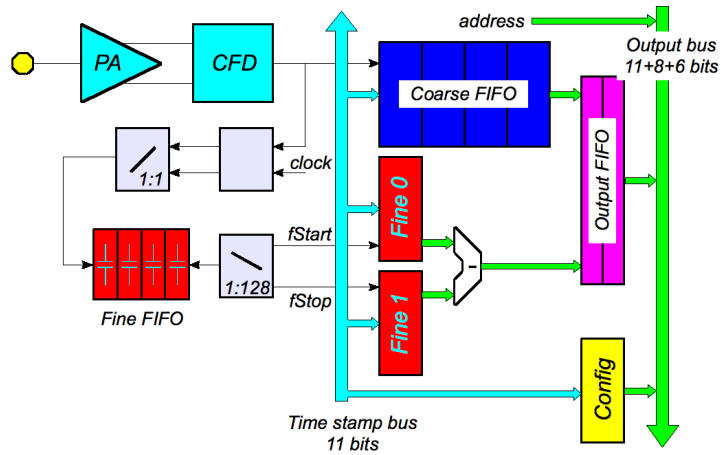 address
Output bus
11+8+6 bits
PA
CFD
Coarse FIFO
Output FIFO
clock
1:1
Fine 0
fStart
1:128
fStop
Fine 1
-
Fine FIFO
Config
Time stamp bus
11 bits